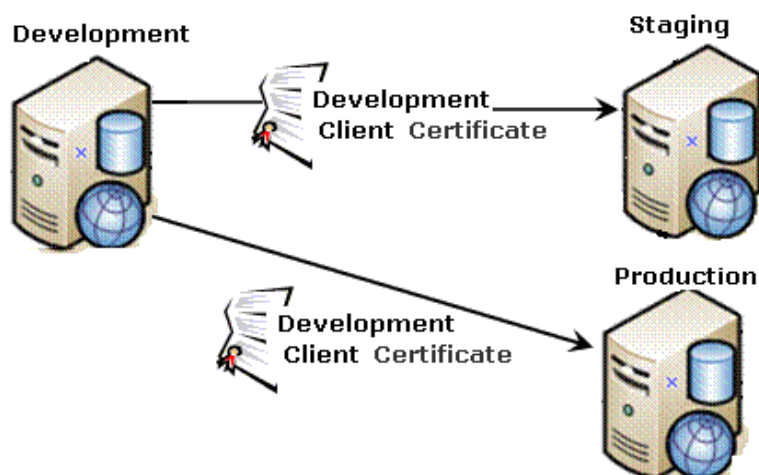 Development
Staging
Development
Client Certificate
Production
Development
Client Certificate